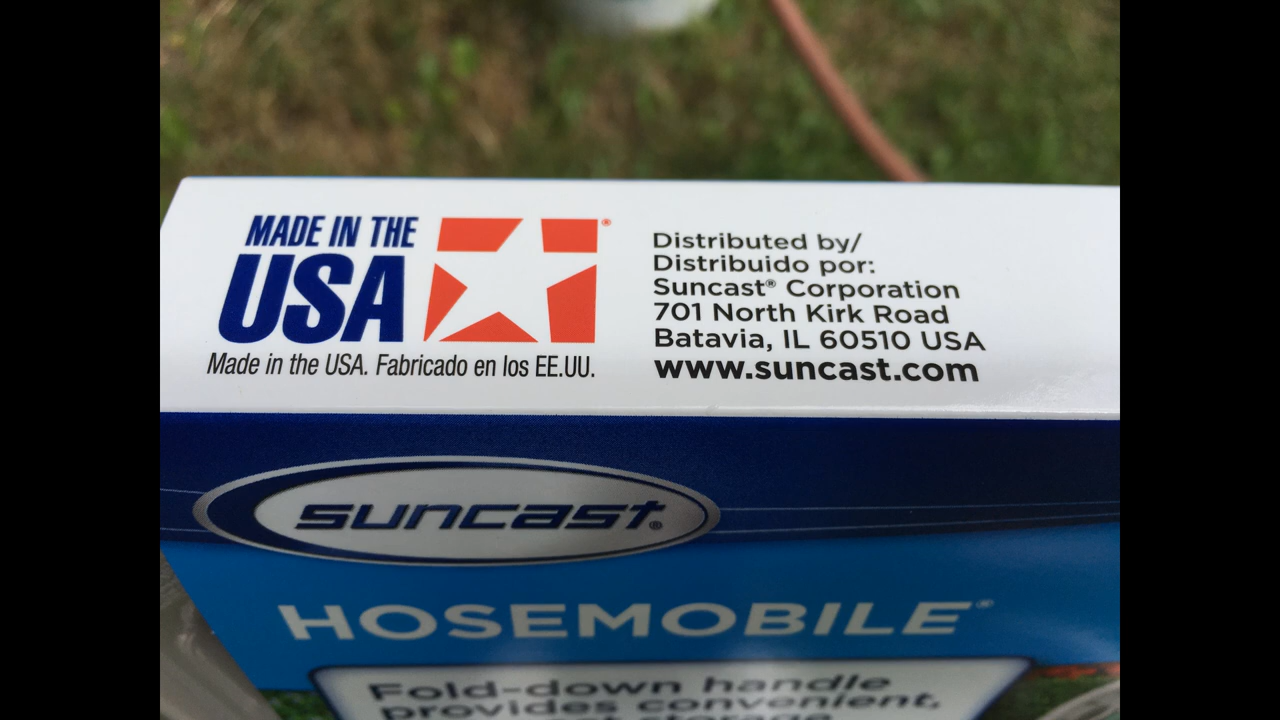 MADE IN THE
USA
Made in the USA. Fabricado en los EE.UU.
Distributed by/
Distribuido por:
Suncast® Corporation
701 North Kirk Road
Batavia, IL 60510 USA
www.suncast.com
suncast®
HOSEMOBILE®
Fold-down handle
provides convenient,
storage